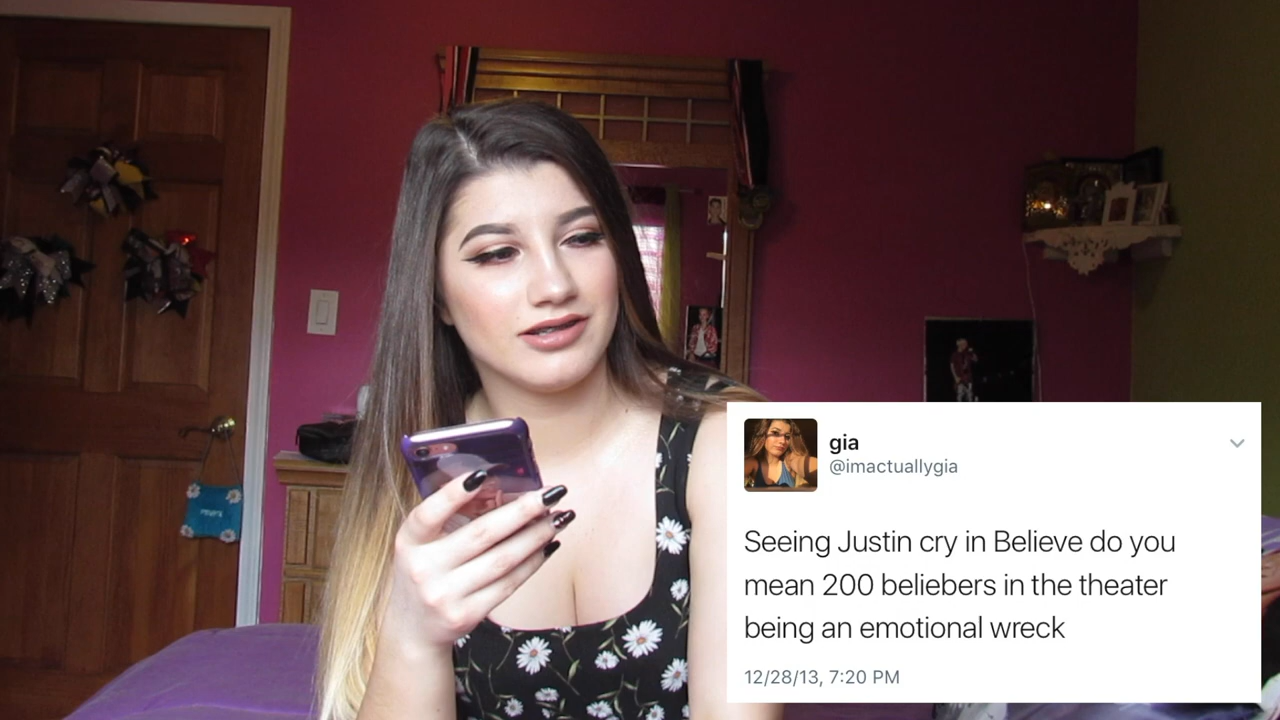 gia
@imactuallygia
Seeing Justin cry in Believe do you
mean 200 beliebers in the theater
being an emotional wreck
12/28/13, 7:20 PM